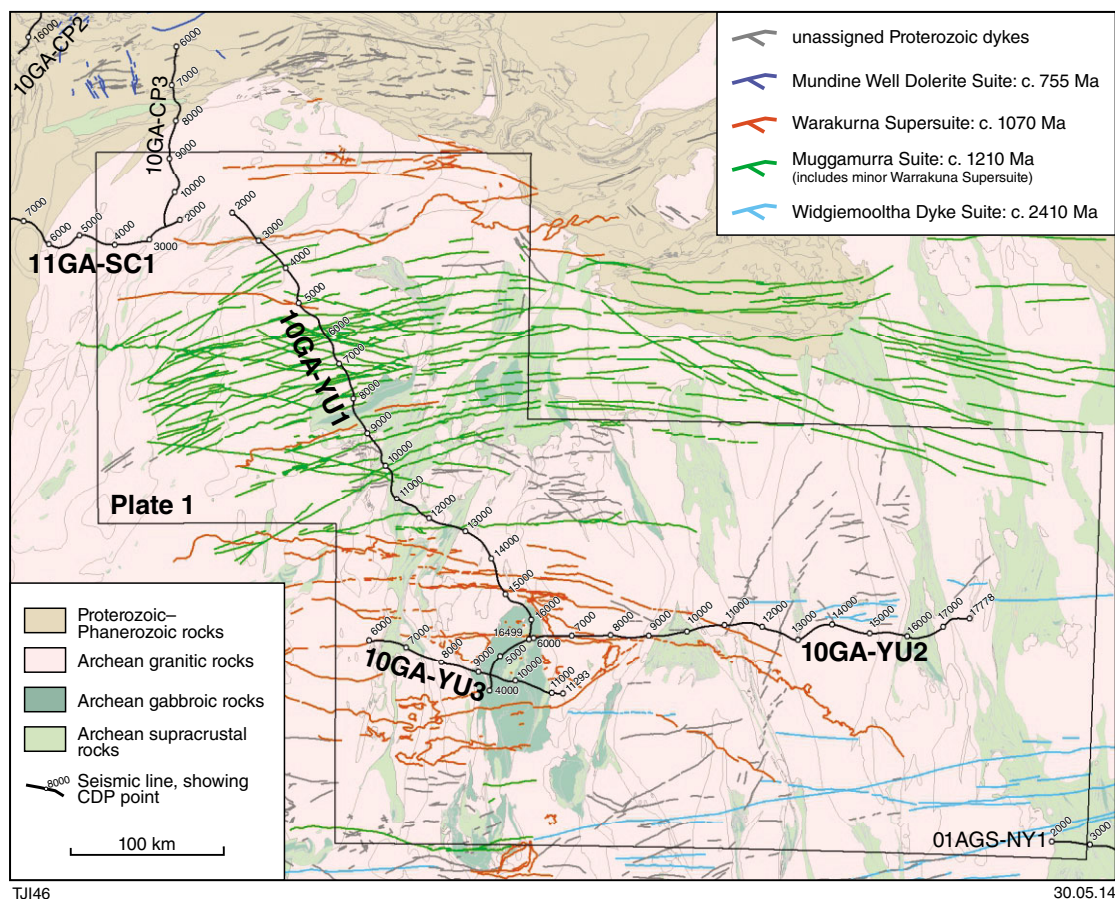 10GA-CP2
16000
10GA-CP3
6000
7000
8000
9000
10000
unassigned Proterozoic dykes
Mundine Well Dolerite Suite: c. 755 Ma
Warakurna Supersuite: c. 1070 Ma
Muggamurra Suite: c. 1210 Ma
(includes minor Warrakuna Supersuite)
Widgiemooltha Dyke Suite: c. 2410 Ma
11GA-SC1
7000
6000
5000
4000
3000
2000
10GA-YU1
2000
3000
4000
5000
6000
7000
8000
9000
10000
11000
12000
13000
14000
15000
16000
16499
Plate 1
10GA-YU3
6000
7000
8000
9000
10000
11000
11293
10GA-YU2
4000
5000
6000
7000
8000
9000
10000
11000
12000
13000
14000
15000
16000
17000
17778
01AGS-NY1
2000
3000
Proterozoic–
Phanerozoic rocks
Archean granitic rocks
Archean gabbroic rocks
Archean supracrustal
rocks
8000
Seismic line, showing
CDP point
100 km
TJI46
30.05.14